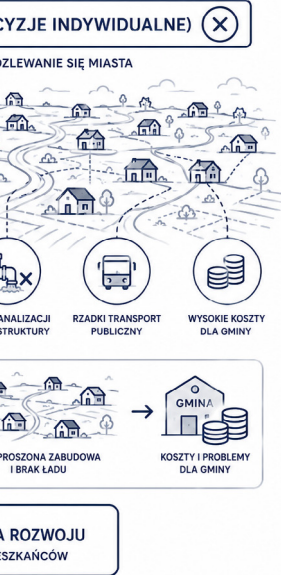 CYZJE INDYWIDUALNE)
OZLEWANIE SIĘ MIASTA
ANALIZACJI
STRUKTURY
RZADKI TRANSPORT
PUBLICZNY
WYSOKIE KOSZTY
DLA GMINY
GMINA
PROSZONA ZABUDOWA
I BRAK ŁADU
KOSZTY I PROBLEMY
DLA GMINY
A ROZWOJU
ESZKAŃCÓW